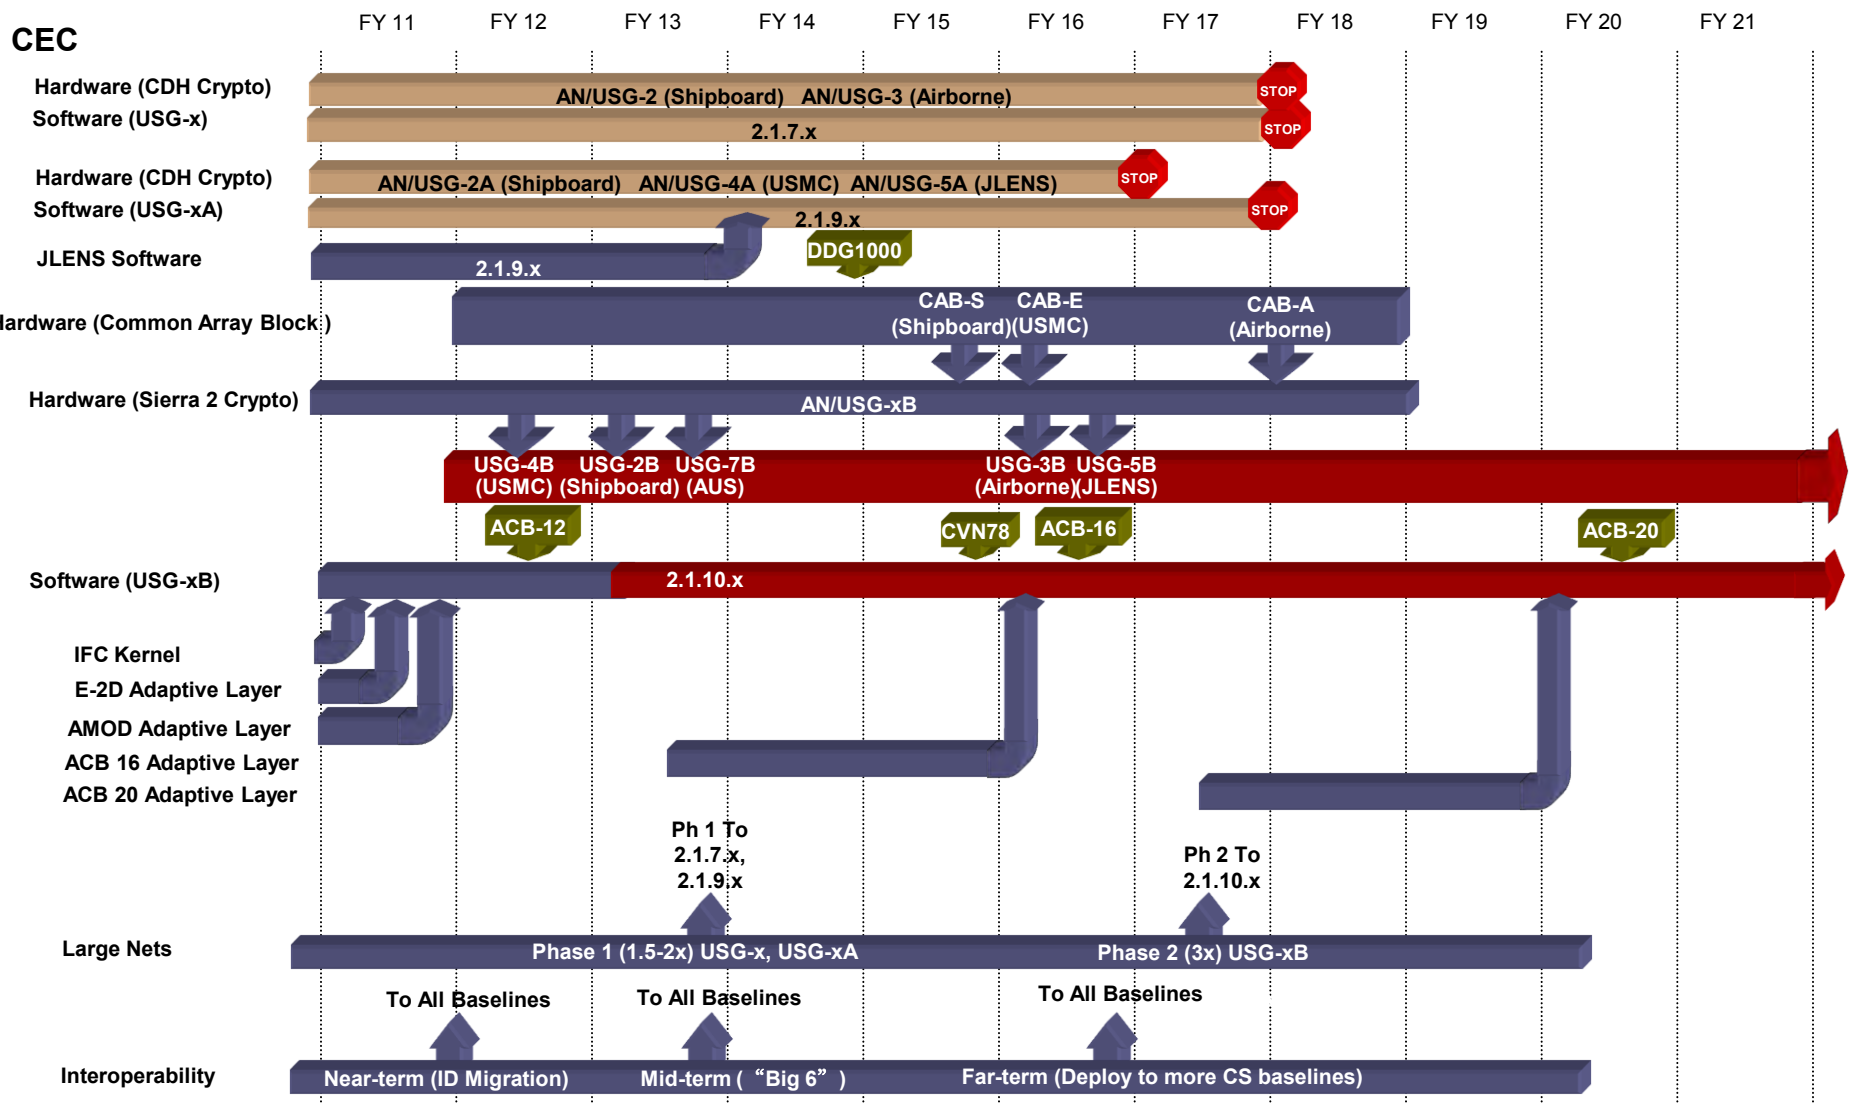 FY 11 FY 12 FY 13 FY 14 FY 15 FY 16 FY 17 FY 18 FY 19 FY 20 FY 21
CEC
Hardware (CDH Crypto)
AN/USG-2 (Shipboard) AN/USG-3 (Airborne)
STOP
Software (USG-x)
2.1.7.x
STOP
Hardware (CDH Crypto)
AN/USG-2A (Shipboard) AN/USG-4A (USMC) AN/USG-5A (JLENS)
STOP
Software (USG-xA)
2.1.9.x
STOP
JLENS Software
2.1.9.x
DDG1000
Hardware (Common Array Block )
CAB-S
(Shipboard)
CAB-E
(USMC)
CAB-A
(Airborne)
Hardware (Sierra 2 Crypto)
AN/USG-xB
USG-4B
(USMC)
USG-2B
(Shipboard)
USG-7B
(AUS)
USG-3B
(Airborne)
USG-5B
(JLENS)
ACB-12
CVN78
ACB-16
ACB-20
Software (USG-xB)
2.1.10.x
IFC Kernel
E-2D Adaptive Layer
AMOD Adaptive Layer
ACB 16 Adaptive Layer
ACB 20 Adaptive Layer
Ph 1 To
2.1.7.x,
2.1.9.x
Ph 2 To
2.1.10.x
Large Nets
Phase 1 (1.5-2x) USG-x, USG-xA
Phase 2 (3x) USG-xB
To All Baselines
To All Baselines
To All Baselines
Interoperability
Near-term (ID Migration)
Mid-term ( “Big 6” )
Far-term (Deploy to more CS baselines)